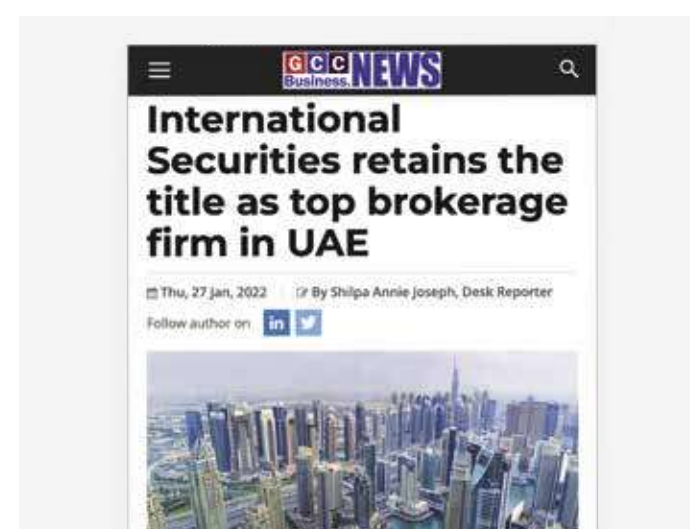 GCC
Business. NEWS
International
Securities retains the
title as top brokerage
firm in UAE
Thu, 27 Jan, 2022
By Shilpa Annie Joseph, Desk Reporter
Follow author on in